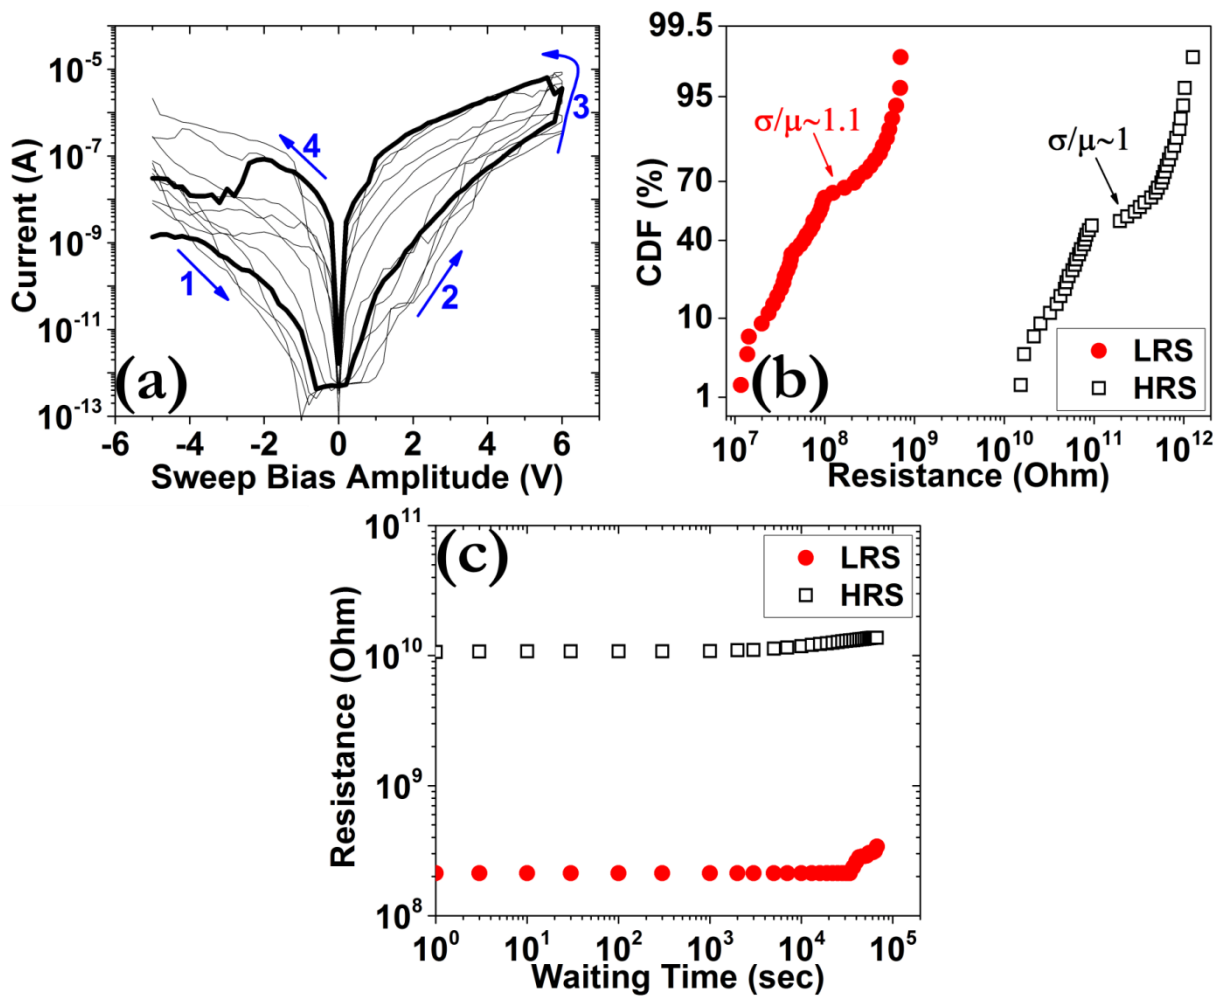 (a)
Current (A)
10⁻⁵
10⁻⁷
10⁻⁹
10⁻¹¹
10⁻¹³
1
2
3
4
-6 -4 -2 0 2 4 6
Sweep Bias Amplitude (V)
(b)
CDF (%)
99.5
95
70
40
10
1
σ/μ~1.1
σ/μ~1
LRS
HRS
10⁷ 10⁸ 10⁹ 10¹⁰ 10¹¹ 10¹²
Resistance (Ohm)
(c)
Resistance (Ohm)
10¹¹
10¹⁰
10⁹
10⁸
LRS
HRS
10⁰ 10¹ 10² 10³ 10⁴ 10⁵
Waiting Time (sec)